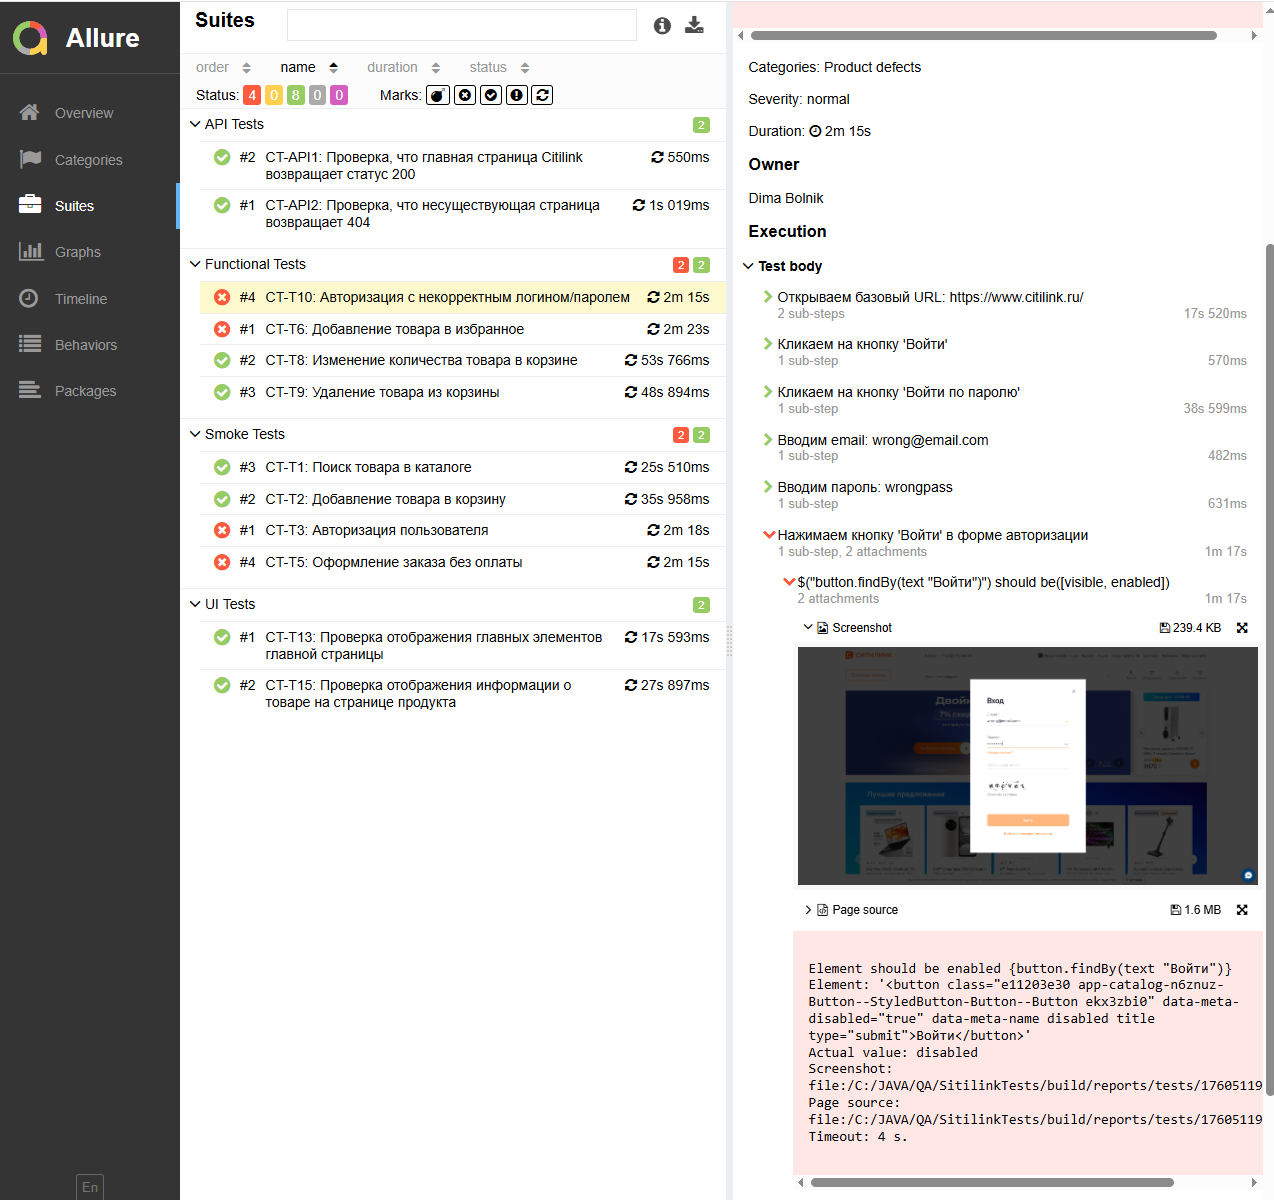 Allure
Overview
Categories
Suites
Graphs
Timeline
Behaviors
Packages
En
Suites
order name duration status
Status: 4 0 8 0 0 Marks:
API Tests 2
#2 CT-API1: Проверка, что главная страница Citilink 550ms
возвращает статус 200
#1 CT-API2: Проверка, что несуществующая страница 1s 019ms
возвращает 404
Functional Tests 2 2
#4 CT-T10: Авторизация с некорректным логином/паролем 2m 15s
#1 CT-T6: Добавление товара в избранное 2m 23s
#2 CT-T8: Изменение количества товара в корзине 53s 766ms
#3 CT-T9: Удаление товара из корзины 48s 894ms
Smoke Tests 2 2
#3 CT-T1: Поиск товара в каталоге 25s 510ms
#2 CT-T2: Добавление товара в корзину 35s 958ms
#1 CT-T3: Авторизация пользователя 2m 18s
#4 CT-T5: Оформление заказа без оплаты 2m 15s
UI Tests 2
#1 CT-T13: Проверка отображения главных элементов 17s 593ms
главной страницы
#2 CT-T15: Проверка отображения информации о 27s 897ms
товаре на странице продукта
Categories: Product defects
Severity: normal
Duration: 2m 15s
Owner
Dima Bolnik
Execution
Test body
Открываем базовый URL: https://www.citilink.ru/
2 sub-steps 17s 520ms
Кликаем на кнопку 'Войти'
1 sub-step 570ms
Кликаем на кнопку 'Войти по паролю'
1 sub-step 38s 599ms
Вводим email: wrong@email.com
1 sub-step 482ms
Вводим пароль: wrongpass
1 sub-step 631ms
Нажимаем кнопку 'Войти' в форме авторизации
1 sub-step, 2 attachments 1m 17s
$("button.findBy(text "Войти")") should be([visible, enabled])
2 attachments 1m 17s
Screenshot 239.4 KB
Вход
Page source 1.6 MB
Element should be enabled {button.findBy(text "Войти")}
Element: '<button class="e11203e30 app-catalog-n6znuz-
Button--StyledButton-Button--Button ekx3zbi0" data-meta-
disabled="true" data-meta-name disabled title
type="submit">Войти</button>'
Actual value: disabled
Screenshot:
file:/C:/JAVA/QA/SitilinkTests/build/reports/tests/17605119
Page source:
file:/C:/JAVA/QA/SitilinkTests/build/reports/tests/17605119
Timeout: 4 s.